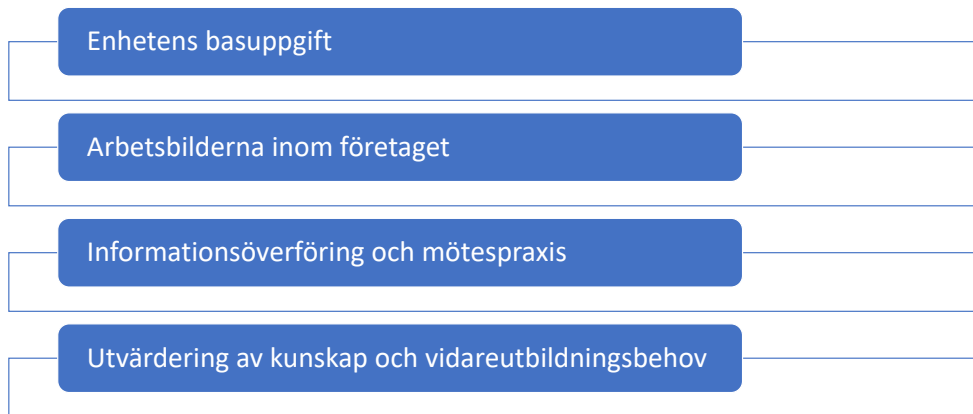 Enhetens basuppgift
Arbetsbilderna inom företaget
Informationsöverföring och mötespraxis
Utvärdering av kunskap och vidareutbildningsbehov